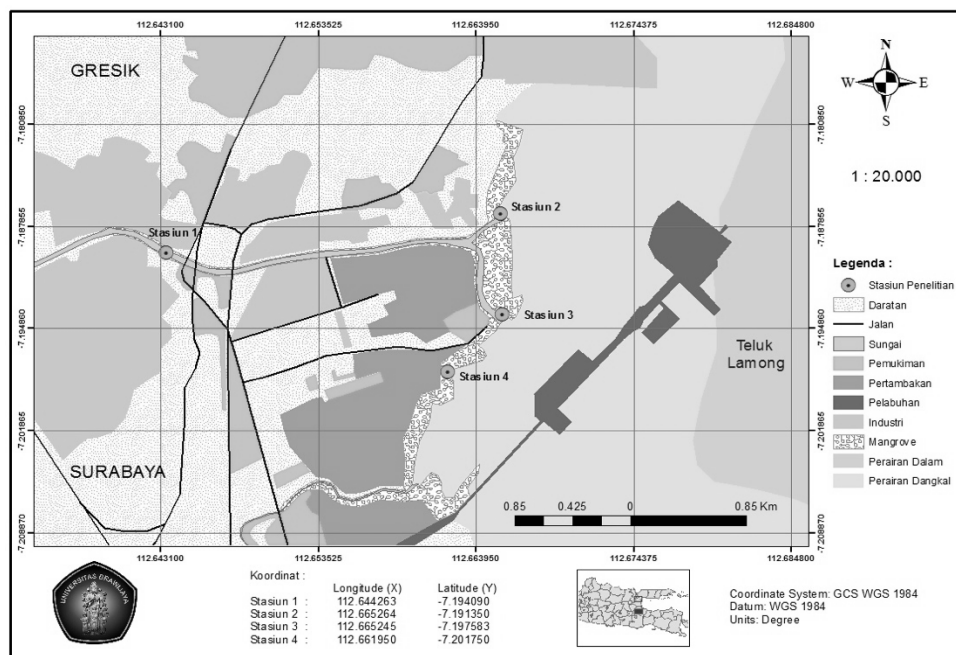 112.643100 112.653525 112.663950 112.674375 112.684800
GRESIK
N
W E
S
-7.180850 -7.180850
1 : 20.000
Stasiun 2
-7.187855 -7.187855
Stasiun 1
Legenda :
Stasiun Penelitian
Daratan
Stasiun 3
-7.194860 -7.194860
Jalan
Teluk
Lamong
Sungai
Stasiun 4
Pemukiman
Pertambakan
Pelabuhan
-7.201865 -7.201865
Industri
Mangrove
SURABAYA
Perairan Dalam
Perairan Dangkal
0.85 0.425 0 0.85 Km
-7.208870 -7.208870
112.643100 112.653525 112.663950 112.674375 112.684800
UNIVERSITAS BRAWIJAYA
Koordinat :
Longitude (X) Latitude (Y)
Stasiun 1 : 112.644263 -7.194090
Stasiun 2 : 112.665264 -7.191350
Stasiun 3 : 112.665245 -7.197583
Stasiun 4 : 112.661950 -7.201750
Coordinate System: GCS WGS 1984
Datum: WGS 1984
Units: Degree